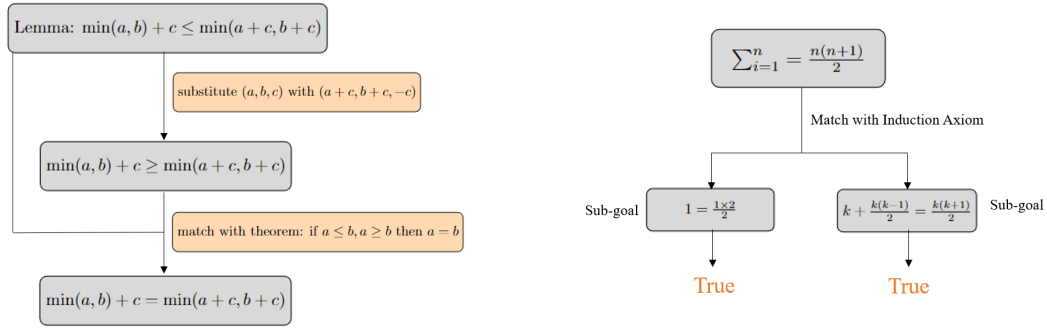 Lemma: min(a, b) + c ≤ min(a + c, b + c)
substitute (a, b, c) with (a + c, b + c, −c)
min(a, b) + c ≥ min(a + c, b + c)
match with theorem: if a ≤ b, a ≥ b then a = b
min(a, b) + c = min(a + c, b + c)
∑ⁿᵢ₌₁ = n(n+1)/2
Match with Induction Axiom
Sub-goal
1 = 1×2/2
k + k(k−1)/2 = k(k+1)/2
Sub-goal
True
True